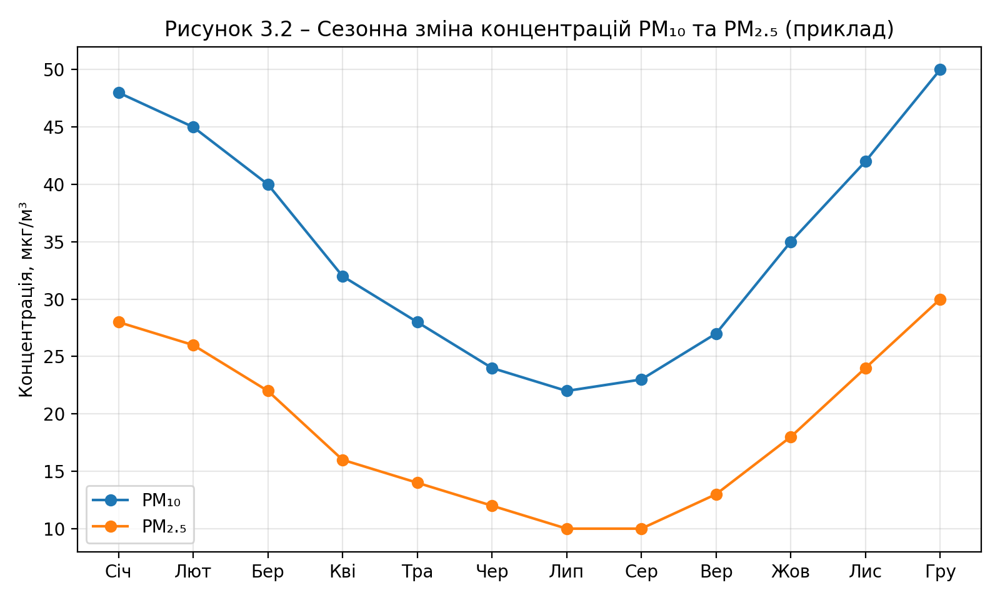 Рисунок 3.2 – Сезонна зміна концентрацій PM₁₀ та PM₂.₅ (приклад)
Концентрація, мкг/м³
50
45
40
35
30
25
20
15
10
PM₁₀
PM₂.₅
Січ Лют Бер Кві Тра Чер Лип Сер Вер Жов Лис Гру